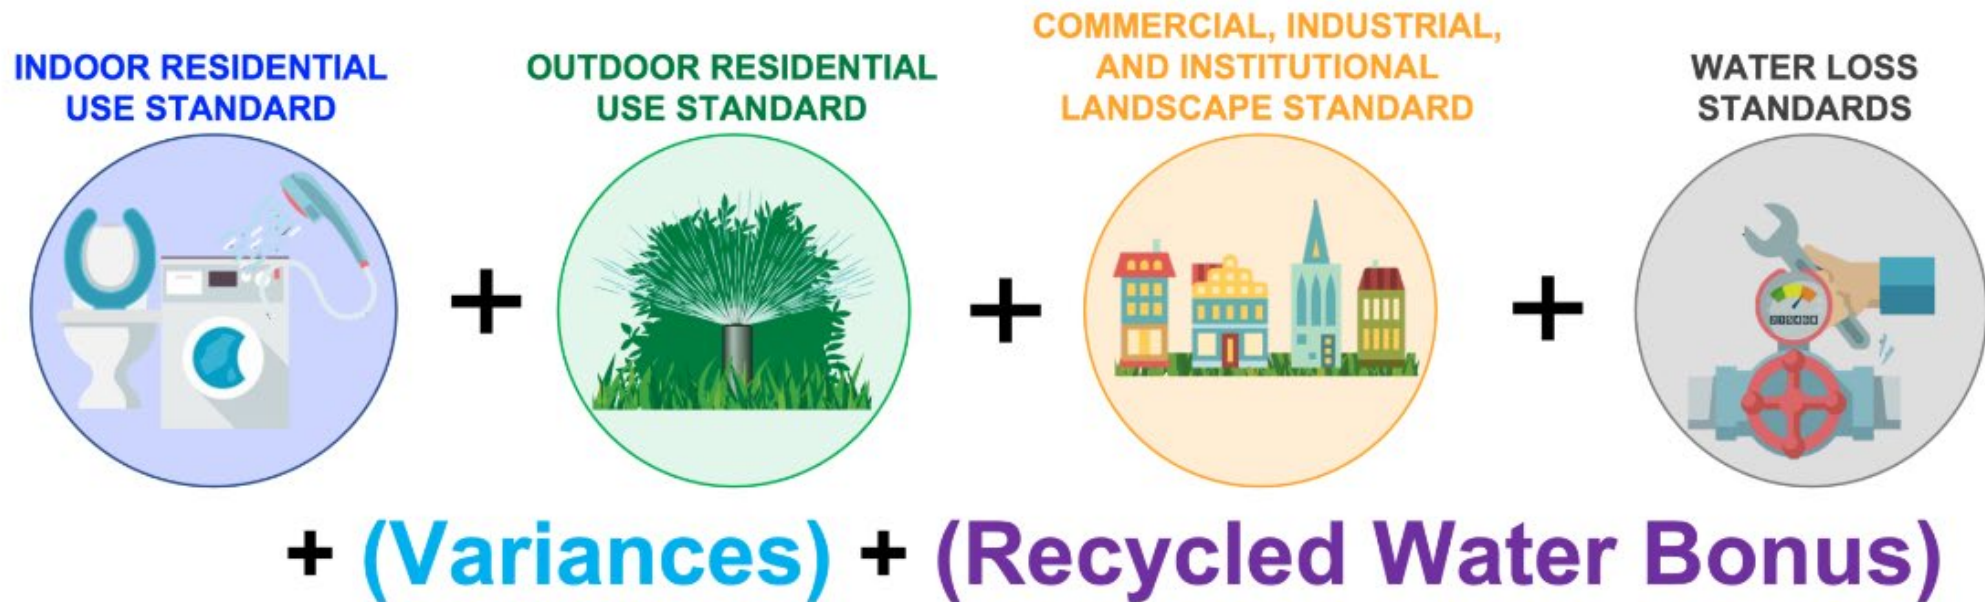 INDOOR RESIDENTIAL
USE STANDARD
OUTDOOR RESIDENTIAL
USE STANDARD
COMMERCIAL, INDUSTRIAL,
AND INSTITUTIONAL
LANDSCAPE STANDARD
WATER LOSS
STANDARDS
+ + +
+ (Variances) + (Recycled Water Bonus)